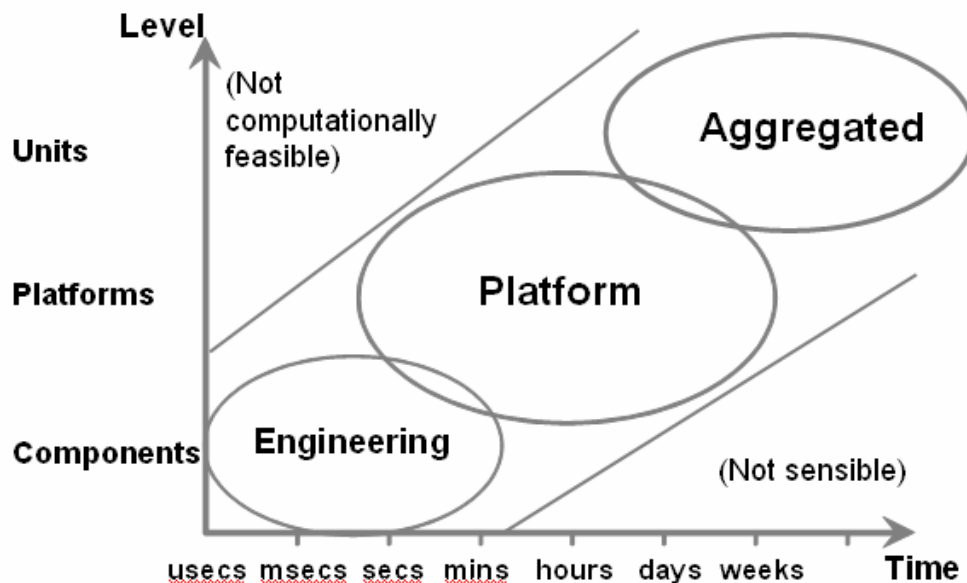 Level
(Not
computationally
feasible)
Aggregated
Units
Platform
Platforms
Engineering
Components
(Not sensible)
usecs msecs secs mins hours days weeks Time